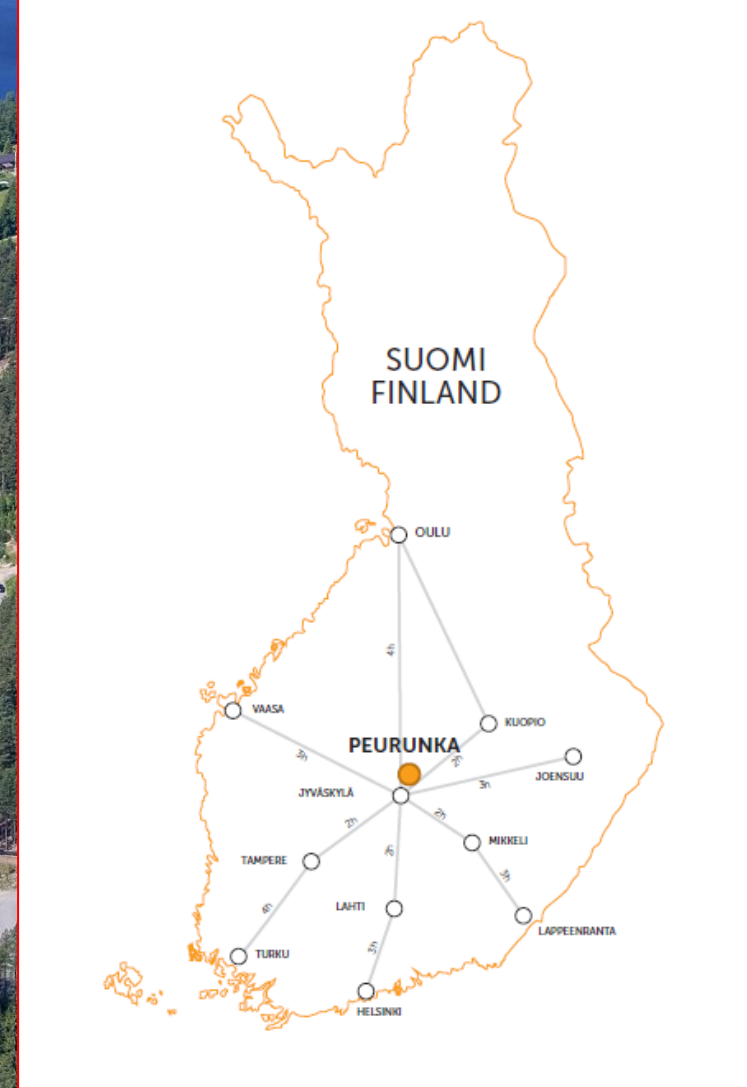 SUOMI
FINLAND
OULU
4h
VAASA
KUOPIO
PEURUNKA
3h
2h
JOENSUU
3h
JYVÄSKYLÄ
2h
2h
MIKKELI
2h
TAMPERE
3h
LAHTI
4h
LAPPEENRANTA
3h
TURKU
HELSINKI